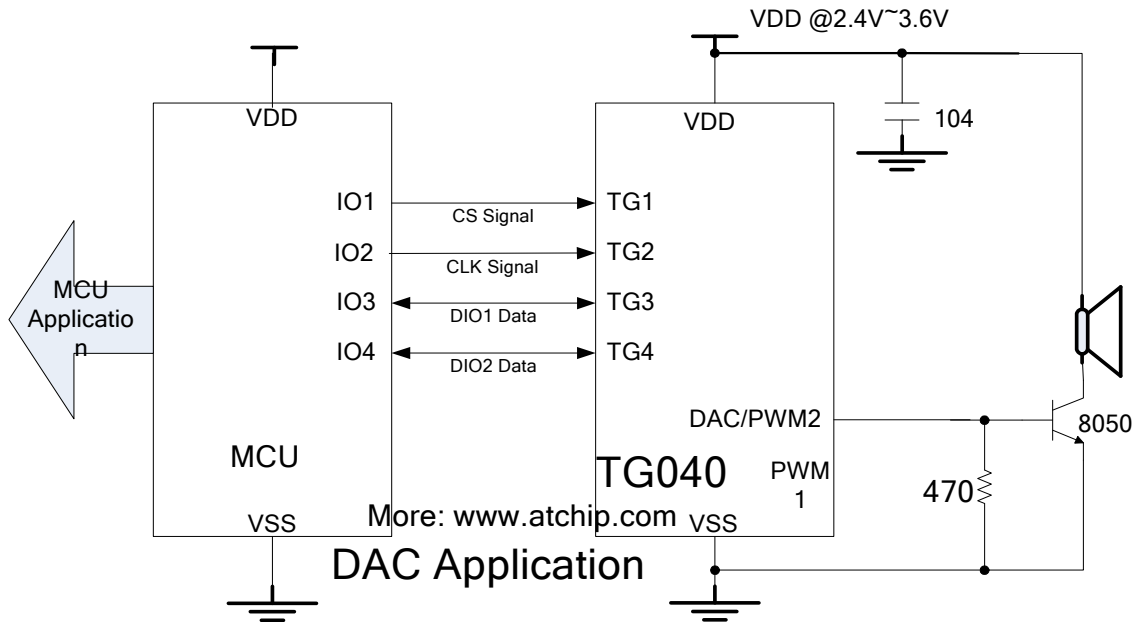 VDD @2.4V~3.6V
VDD
VDD
104
IO1
CS Signal
TG1
IO2
CLK Signal
TG2
MCU
Applicatio
n
IO3
DIO1 Data
TG3
IO4
DIO2 Data
TG4
DAC/PWM2
8050
MCU
TG040
PWM
1
470
More: www.atchip.com
VSS
VSS
DAC Application